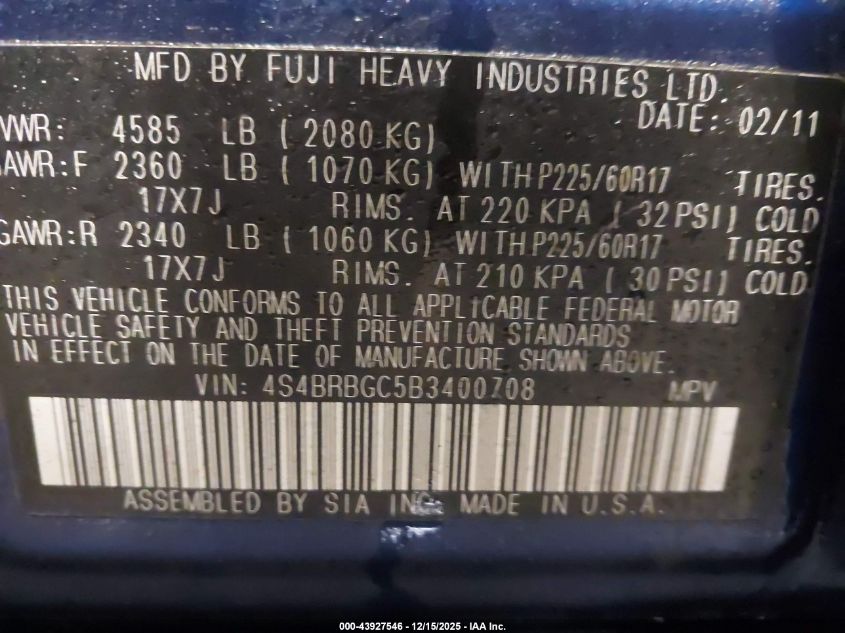 MFD BY FUJI HEAVY INDUSTRIES LTD.
DATE: 02/11
VWR: 4585 LB ( 2080 KG)
GAWR:F 2360 LB ( 1070 KG) WITH P225/60R17 TIRES.
17X7J RIMS. AT 220 KPA ( 32 PSI) COLD
GAWR:R 2340 LB ( 1060 KG) WITH P225/60R17 TIRES.
17X7J RIMS. AT 210 KPA ( 30 PSI) COLD
THIS VEHICLE CONFORMS TO ALL APPLICABLE FEDERAL MOTOR
VEHICLE SAFETY AND THEFT PREVENTION STANDARDS
IN EFFECT ON THE DATE OF MANUFACTURE SHOWN ABOVE.
VIN: 4S4BRBGC5B3400708 MPV
ASSEMBLED BY SIA INC. MADE IN U.S.A.
000-43927546 - 12/15/2025 - IAA Inc.